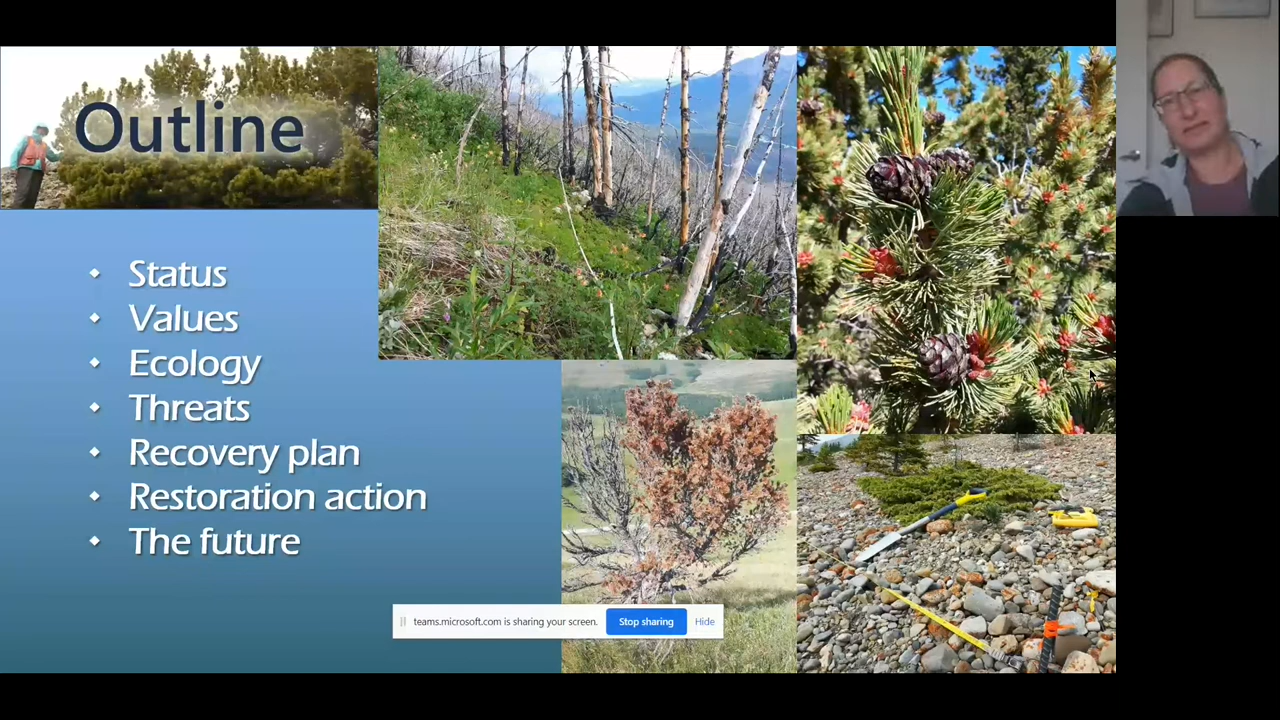 Outline
Status
Values
Ecology
Threats
Recovery plan
Restoration action
The future
teams.microsoft.com is sharing your screen. Stop sharing Hide